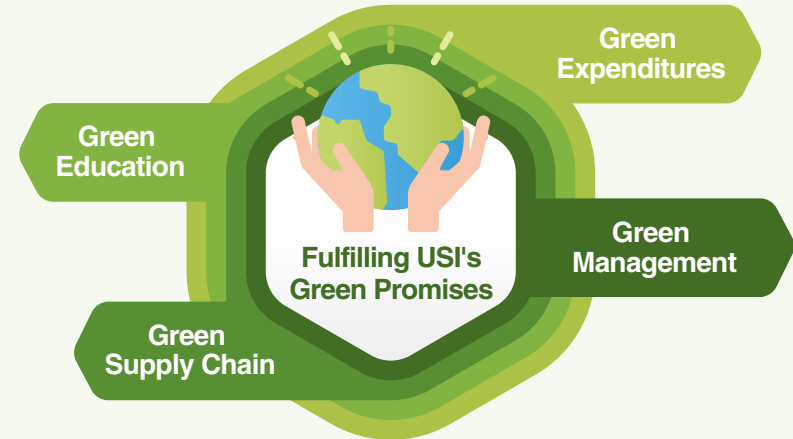 Green
Expenditures
Green
Education
Green
Management
Fulfilling USI's
Green Promises
Green
Supply Chain